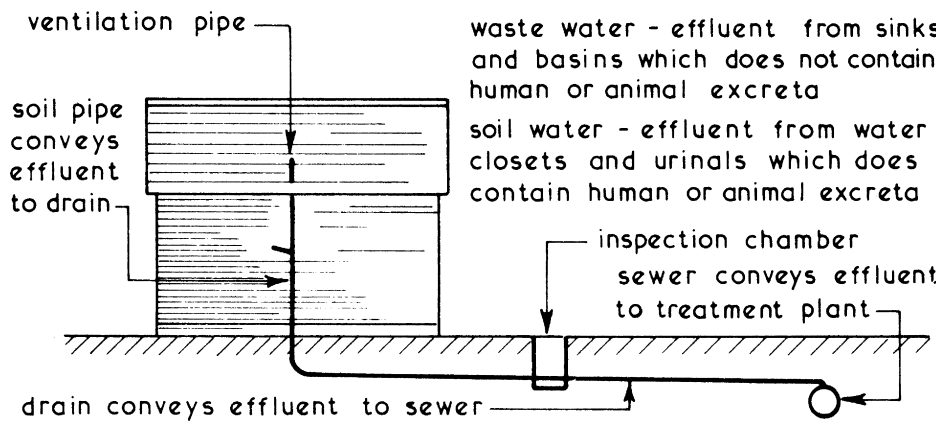 ventilation pipe
waste water - effluent from sinks
and basins which does not contain
human or animal excreta
soil pipe
conveys
effluent
to drain
soil water - effluent from water
closets and urinals which does
contain human or animal excreta
inspection chamber
sewer conveys effluent
to treatment plant
drain conveys effluent to sewer